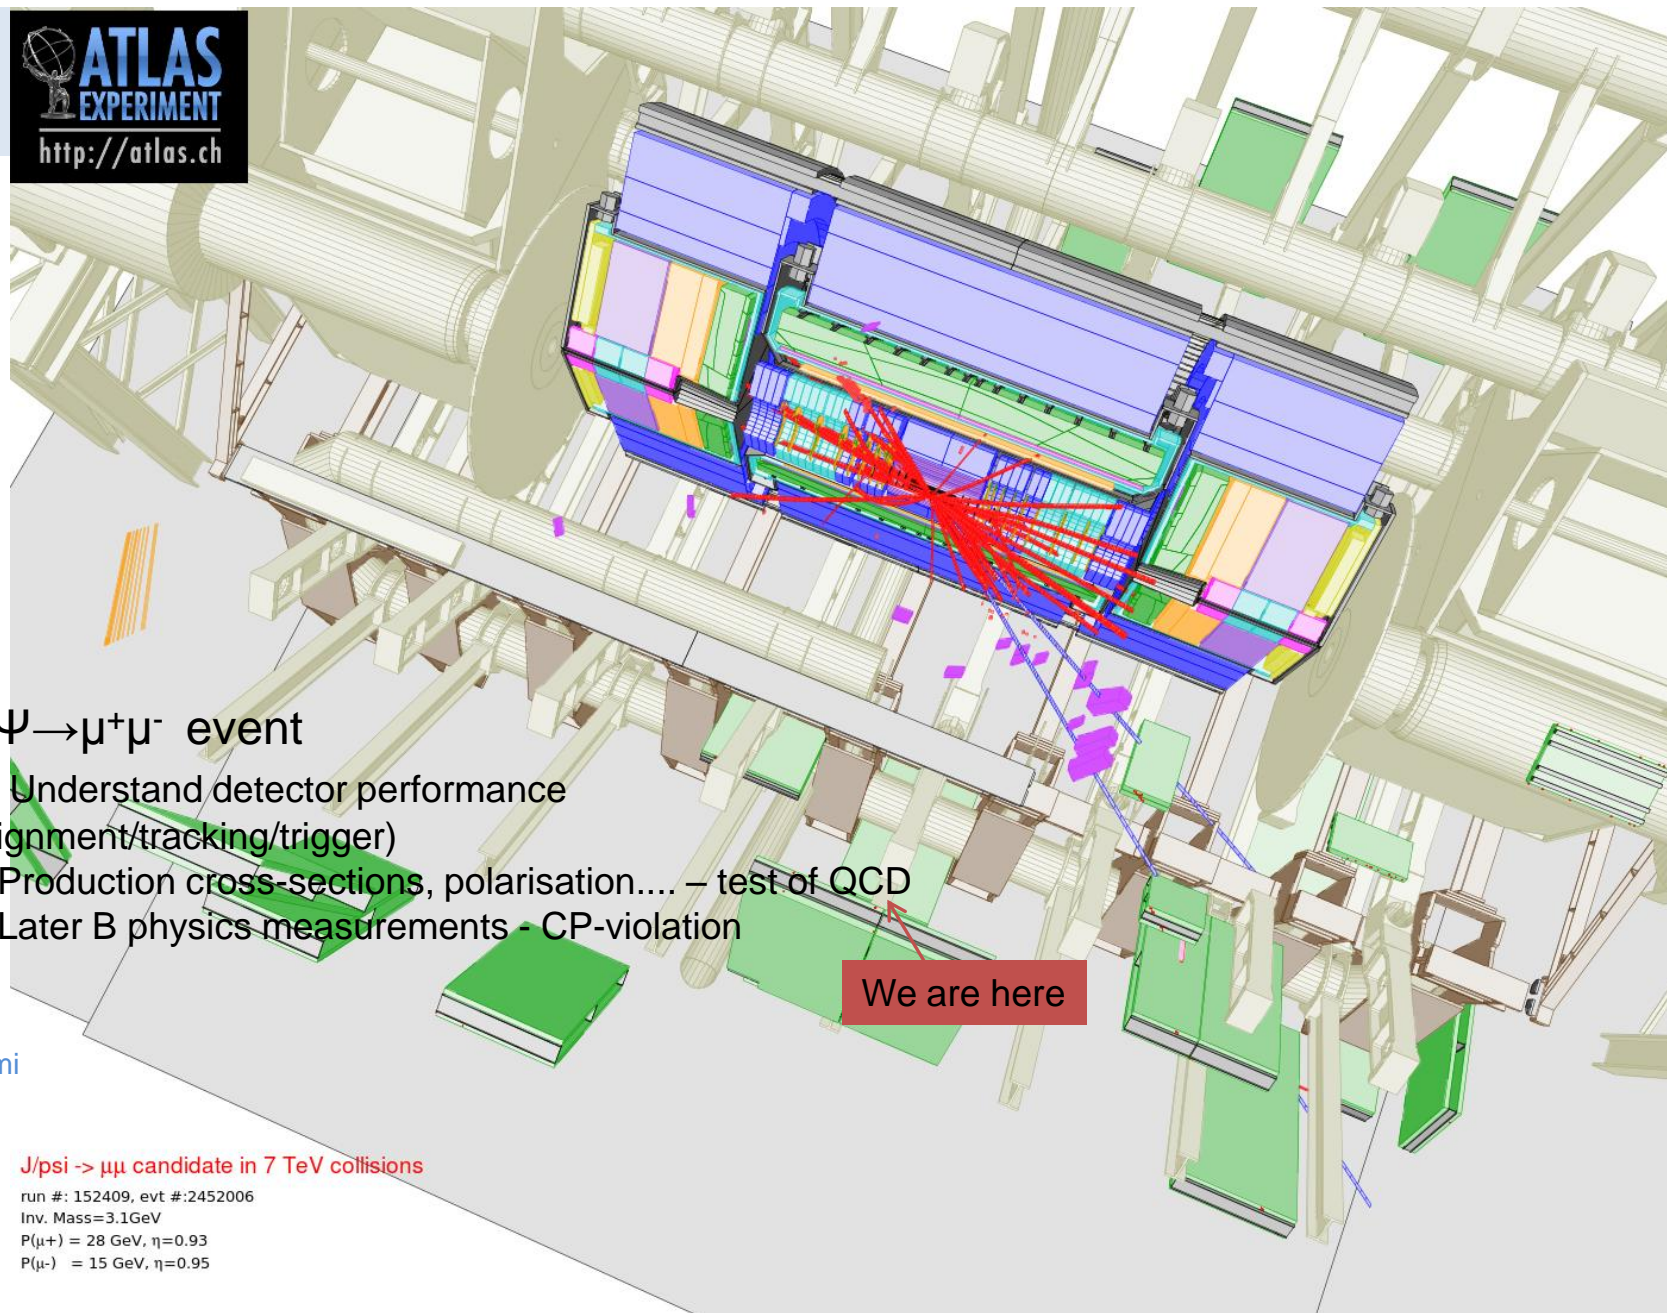 ATLAS
EXPERIMENT
http://atlas.ch
Ψ→μ⁺μ⁻ event
Understand detector performance
ignment/tracking/trigger)
Production cross-sections, polarisation.... – test of QCD
Later B physics measurements - CP-violation
We are here
mi
J/psi -> μμ candidate in 7 TeV collisions
run #: 152409, evt #:2452006
Inv. Mass=3.1GeV
P(μ+) = 28 GeV, η=0.93
P(μ-) = 15 GeV, η=0.95